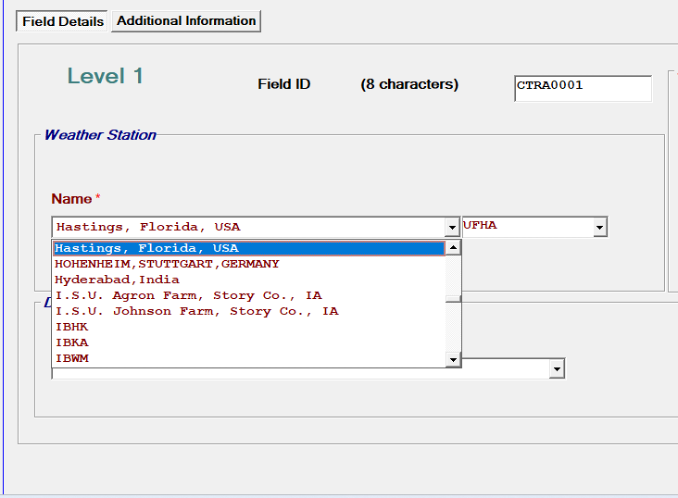 Field Details Additional Information
Level 1
Field ID (8 characters) CTRA0001
Weather Station
Name *
Hastings, Florida, USA UFHA
Hastings, Florida, USA
HOHENHEIM,STUTTGART,GERMANY
Hyderabad,India
I.S.U. Agron Farm, Story Co., IA
I.S.U. Johnson Farm, Story Co., IA
IBHK
IBKA
IBWM